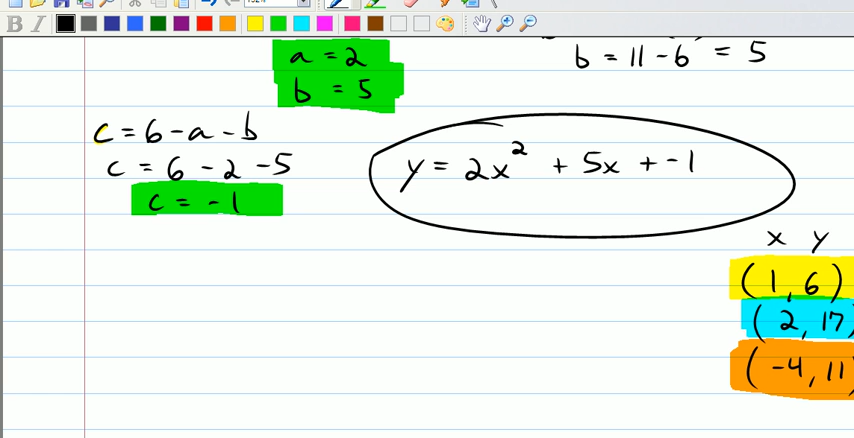 a = 2
b = 11 - 6 = 5
b = 5
c = 6 - a - b
c = 6 - 2 - 5
y = 2x² + 5x + -1
c = -1
x y
(1, 6)
(2, 17)
(-4, 11)